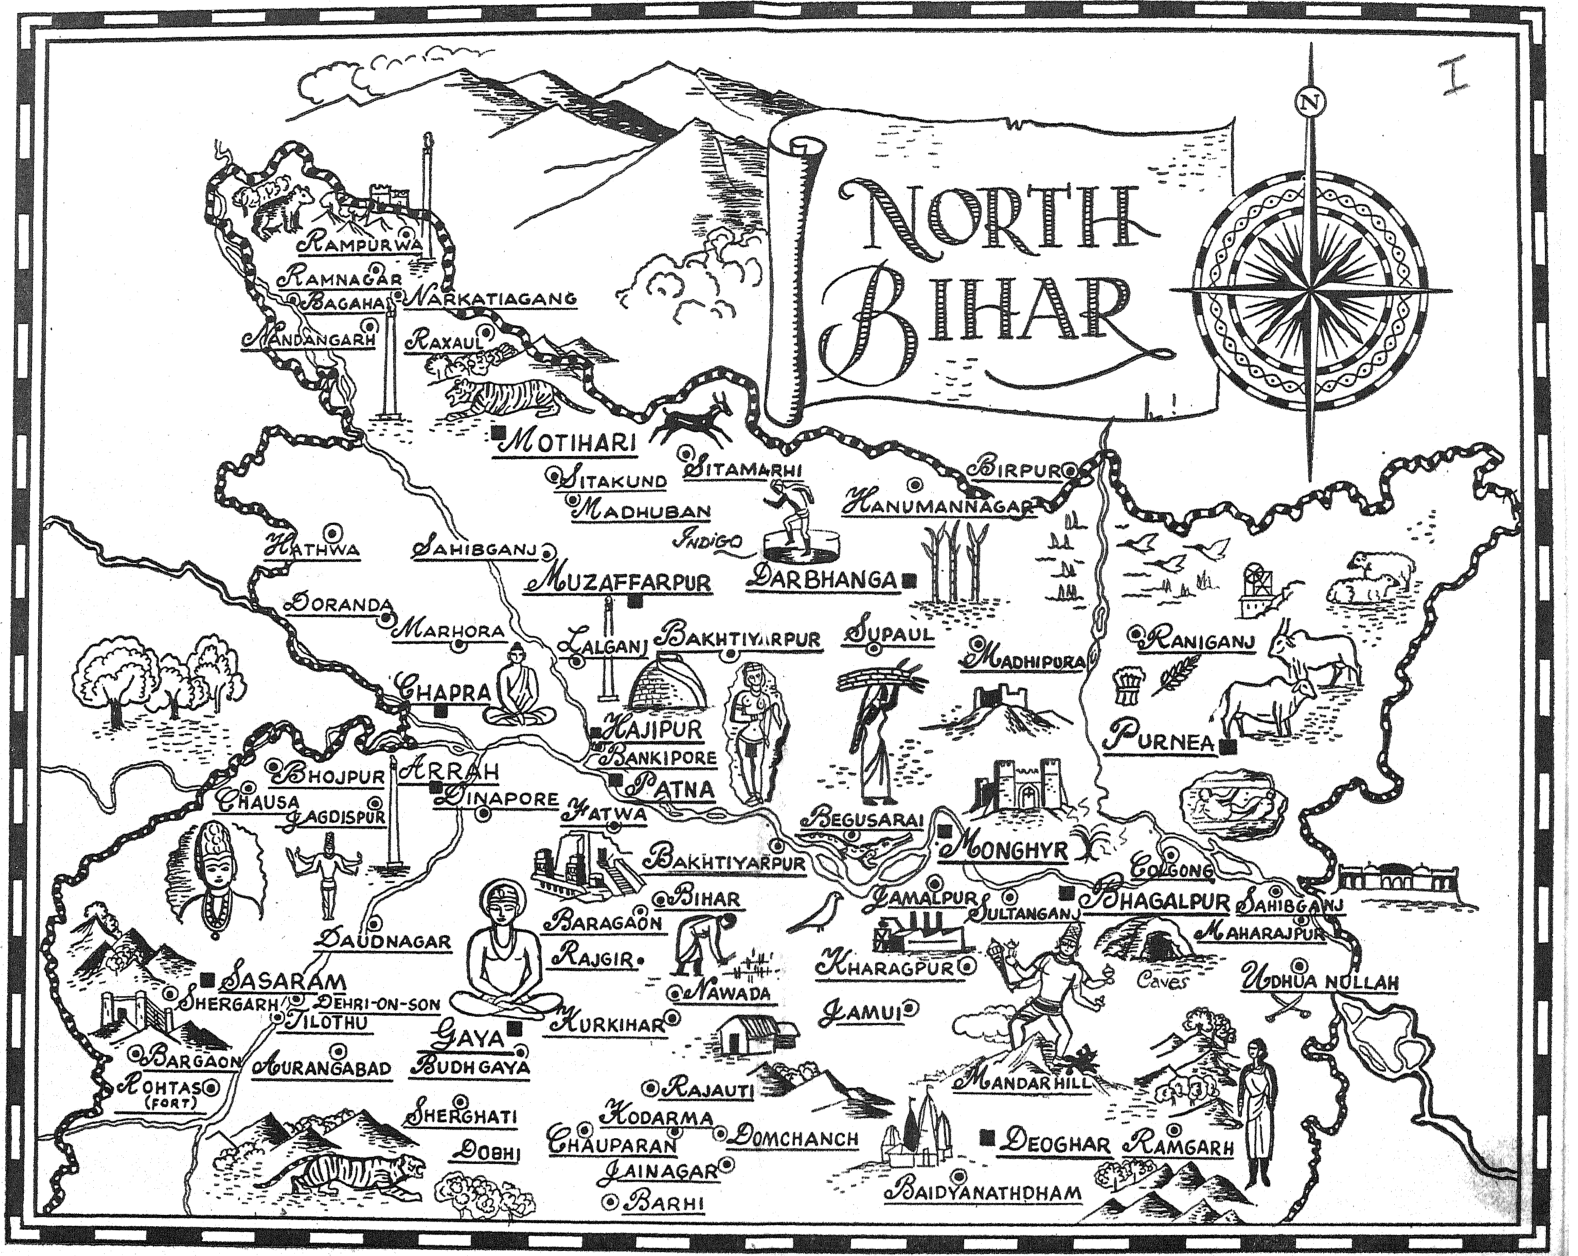 I
N
NORTH
BIHAR
RAMPURWA
RAMNAGAR
BAGAHA
NARKATIAGANG
NANDANGARH
RAXAUL
MOTIHARI
SITAKUND
SITAMARHI
MADHUBAN
BIRPUR
HANUMANNAGAR
INDIGO
HATHWA
SAHIBGANJ
MUZAFFARPUR
DARBHANGA
DORANDA
MARHORA
LALGANJ
BAKHTIYARPUR
SUPAUL
MADHIPURA
RANIGANJ
CHAPRA
HAJIPUR
BANKIPORE
PURNEA
BHOJPUR
ARRAH
PATNA
CHAUSA
JAGDISPUR
DINAPORE
FATWA
BEGUSARAI
MONGHYR
BAKHTIYARPUR
COLGONG
BIHAR
JAMALPUR
SULTANGANJ
BHAGALPUR
SAHIBGANJ
BARAGAON
MAHARAJPUR
DAUDNAGAR
RAJGIR
KHARAGPUR
CAVES
UDHUA NULLAH
SASARAM
SHERGARH
DEHRI-ON-SON
TILOTHU
NAWADA
JAMUI
KURKIHAR
GAYA
BARGAON
AURANGABAD
BUDH GAYA
ROHTAS
(FORT)
RAJAUTI
MANDAR HILL
SHERGHATI
KODARMA
CHAUPARAN
DOMCHANCH
DEOGHAR
RAMGARH
DOBHI
JAINAGAR
BAIDYANATHDHAM
BARHI